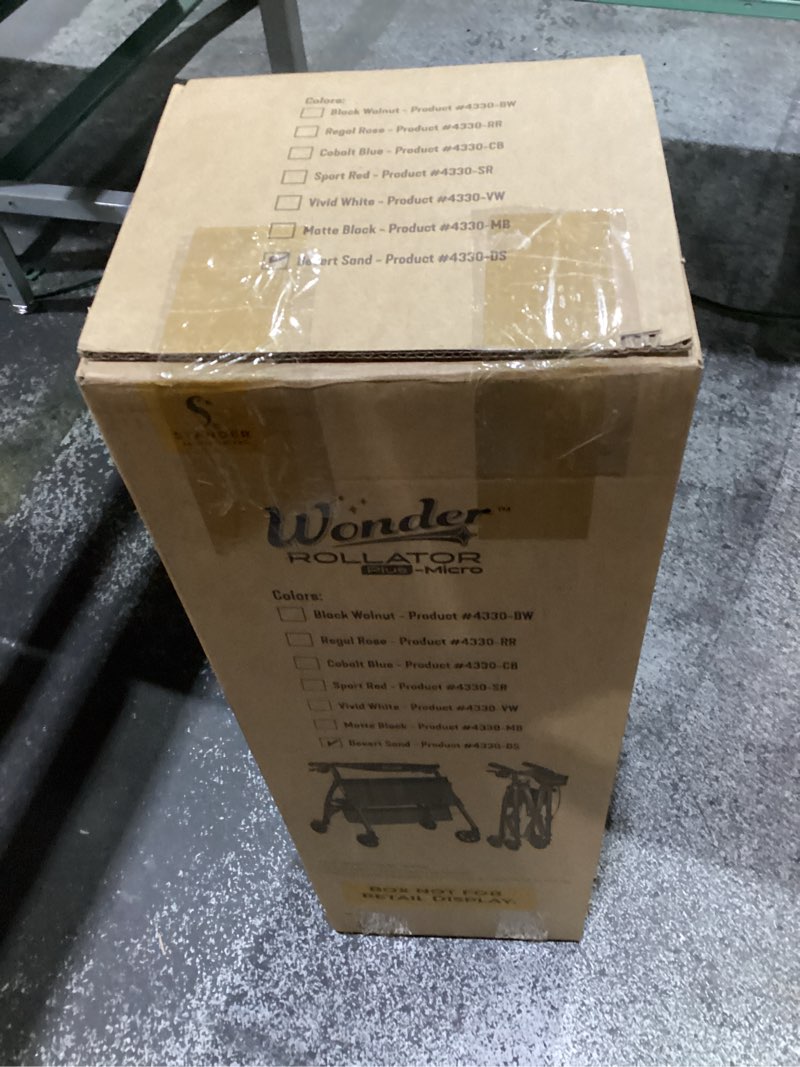 Colors:
Black Walnut - Product #4330-BW
Regal Rose - Product #4330-RR
Cobalt Blue - Product #4330-CB
Sport Red - Product #4330-SR
Vivid White - Product #4330-VW
Matte Black - Product #4330-MB
Desert Sand - Product #4330-DS
S
STANDER
Wonder™
ROLLATOR
Plus-Micro
Colors:
Black Walnut - Product #4330-BW
Regal Rose - Product #4330-RR
Cobalt Blue - Product #4330-CB
Sport Red - Product #4330-SR
Vivid White - Product #4330-VW
Matte Black - Product #4330-MB
Desert Sand - Product #4330-DS
BOX NOT FOR
RETAIL DISPLAY.